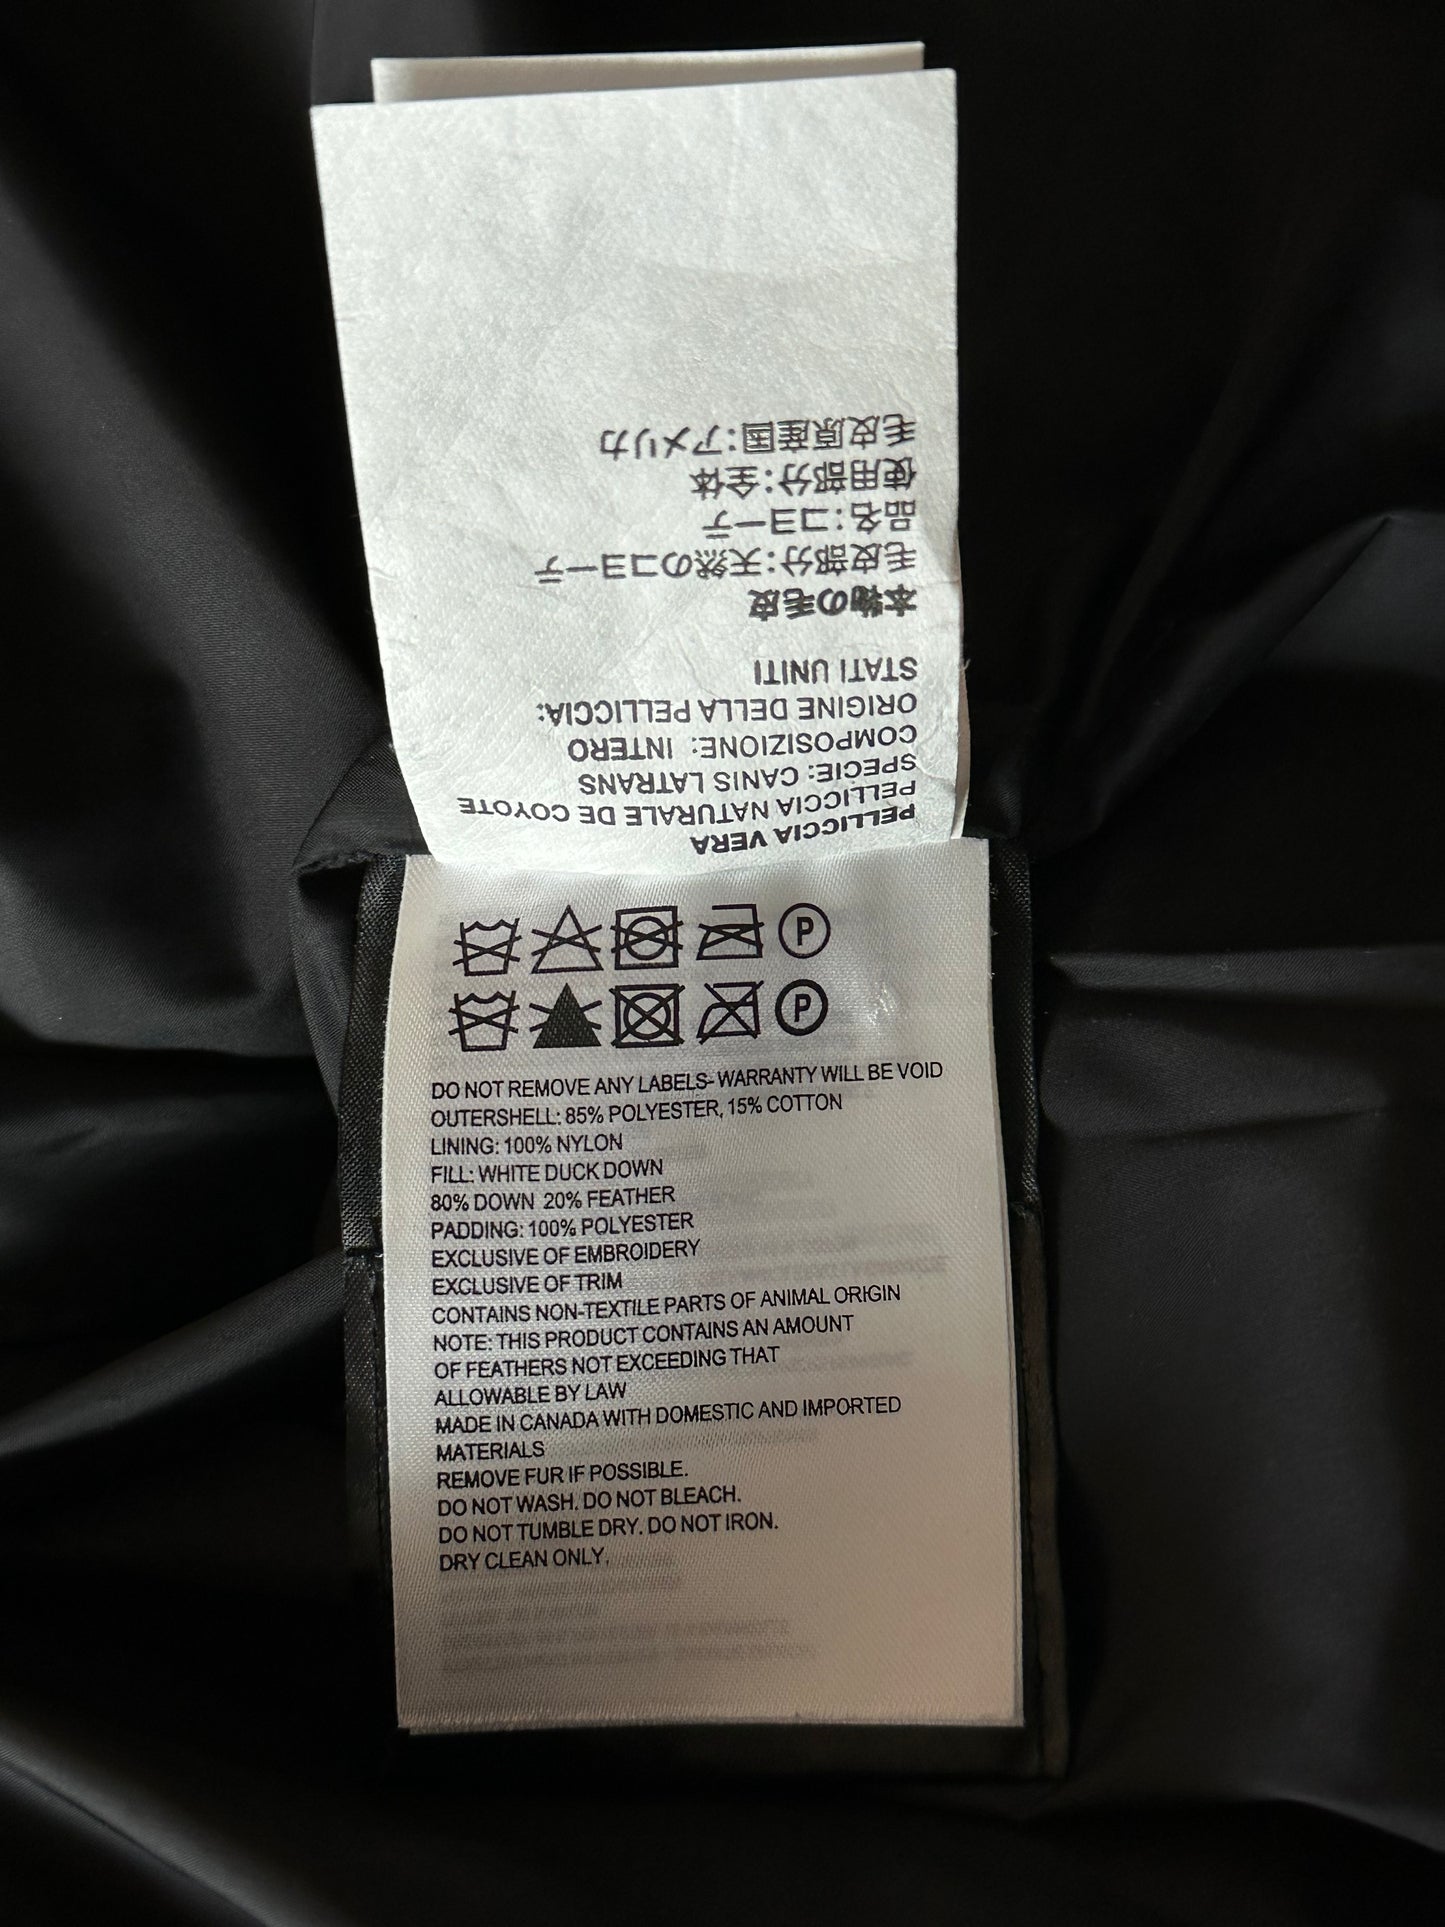 PELLICCIA VERA
PELLICCIA NATURALE DE COYOTE
SPECIE: CANIS LATRANS
COMPOSIZIONE: INTERO
ORIGINE DELLA PELLICCIA:
STATI UNITI
本物の毛皮
毛皮部分:天然のコヨーテ
品名:コヨーテ
使用部分:全体
毛皮原産国:アメリカ
P
P
DO NOT REMOVE ANY LABELS-WARRANTY WILL BE VOID
OUTERSHELL: 85% POLYESTER, 15% COTTON
LINING: 100% NYLON
FILL: WHITE DUCK DOWN
80% DOWN 20% FEATHER
PADDING: 100% POLYESTER
EXCLUSIVE OF EMBROIDERY
EXCLUSIVE OF TRIM
CONTAINS NON-TEXTILE PARTS OF ANIMAL ORIGIN
NOTE: THIS PRODUCT CONTAINS AN AMOUNT
OF FEATHERS NOT EXCEEDING THAT
ALLOWABLE BY LAW
MADE IN CANADA WITH DOMESTIC AND IMPORTED
MATERIALS
REMOVE FUR IF POSSIBLE.
DO NOT WASH. DO NOT BLEACH.
DO NOT TUMBLE DRY. DO NOT IRON.
DRY CLEAN ONLY.